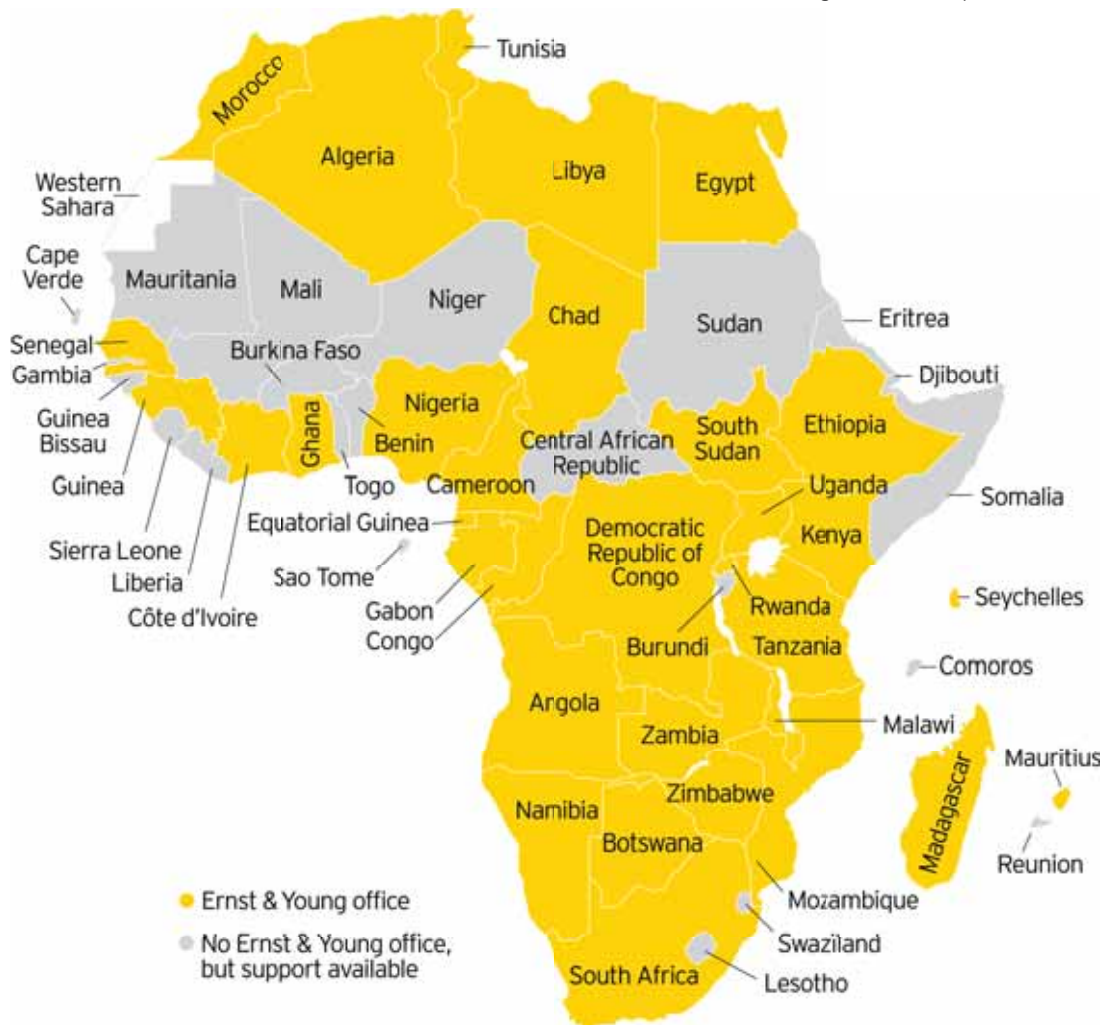 Tunisia
Morocco
Algeria
Libya
Egypt
Western
Sahara
Cape
Verde
Mauritania
Mali
Niger
Chad
Sudan
Eritrea
Senegal
Burkina Faso
Djibouti
Gambia
Guinea
Bissau
Ghana
Nigeria
Benin
Central African
Republic
South
Sudan
Ethiopia
Guinea
Togo
Cameroon
Uganda
Somalia
Equatorial Guinea
Democratic
Republic of
Congo
Kenya
Sierra Leone
Liberia
Sao Tome
Côte d'Ivoire
Gabon
Congo
Rwanda
Seychelles
Burundi
Tanzania
Comoros
Angola
Zambia
Malawi
Mauritius
Zimbabwe
Namibia
Madagascar
Botswana
Reunion
Ernst & Young office
Mozambique
No Ernst & Young office,
but support available
Swaziland
South Africa
Lesotho